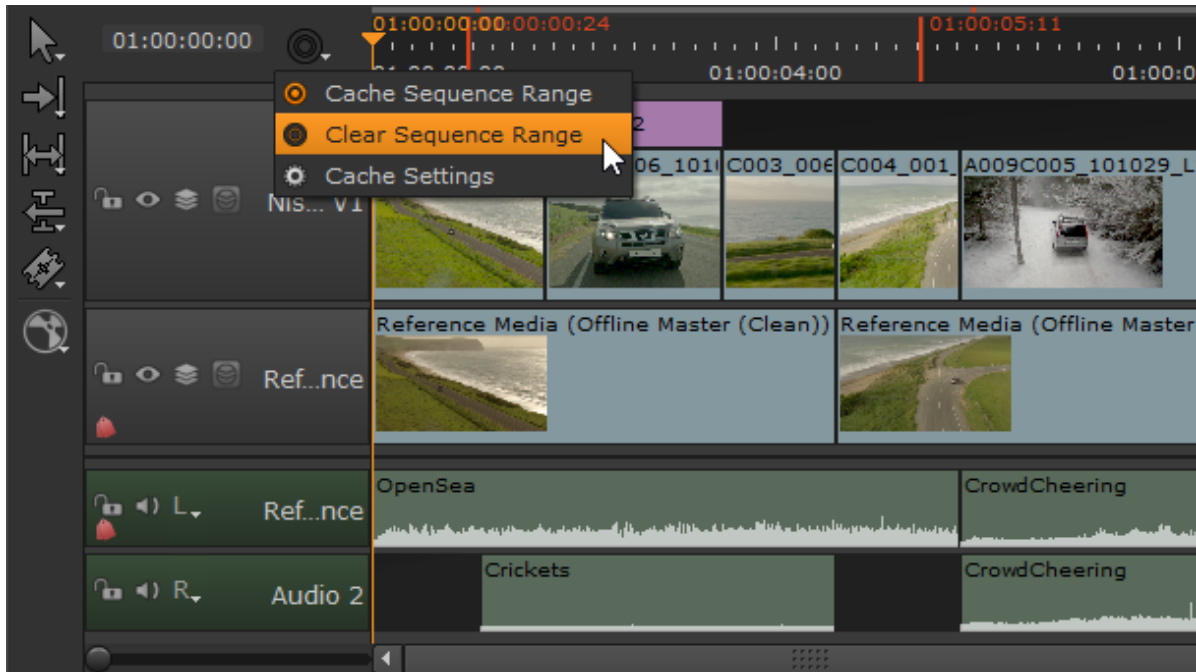 01:00:00:00
01:00:00:00
00:00:24
01:00:05:11
01:00:04:00
01:00:0
Cache Sequence Range
Clear Sequence Range
Cache Settings
2
Nis... V1
06_101
C003_006
C004_001_
A009C005_101029_L
Ref...nce
Reference Media (Offline Master (Clean))
Reference Media (Offline Master
L
Ref...nce
OpenSea
CrowdCheering
R
Audio 2
Crickets
CrowdCheering